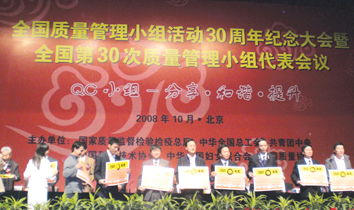 全国质量管理小组活动30周年纪念大会暨
全国第30次质量管理小组代表会议
QC小组—分享·和谐·提升
2008年10月·北京
主办单位：国家质量监督检验检疫总局 中华全国总工会 共青团中央